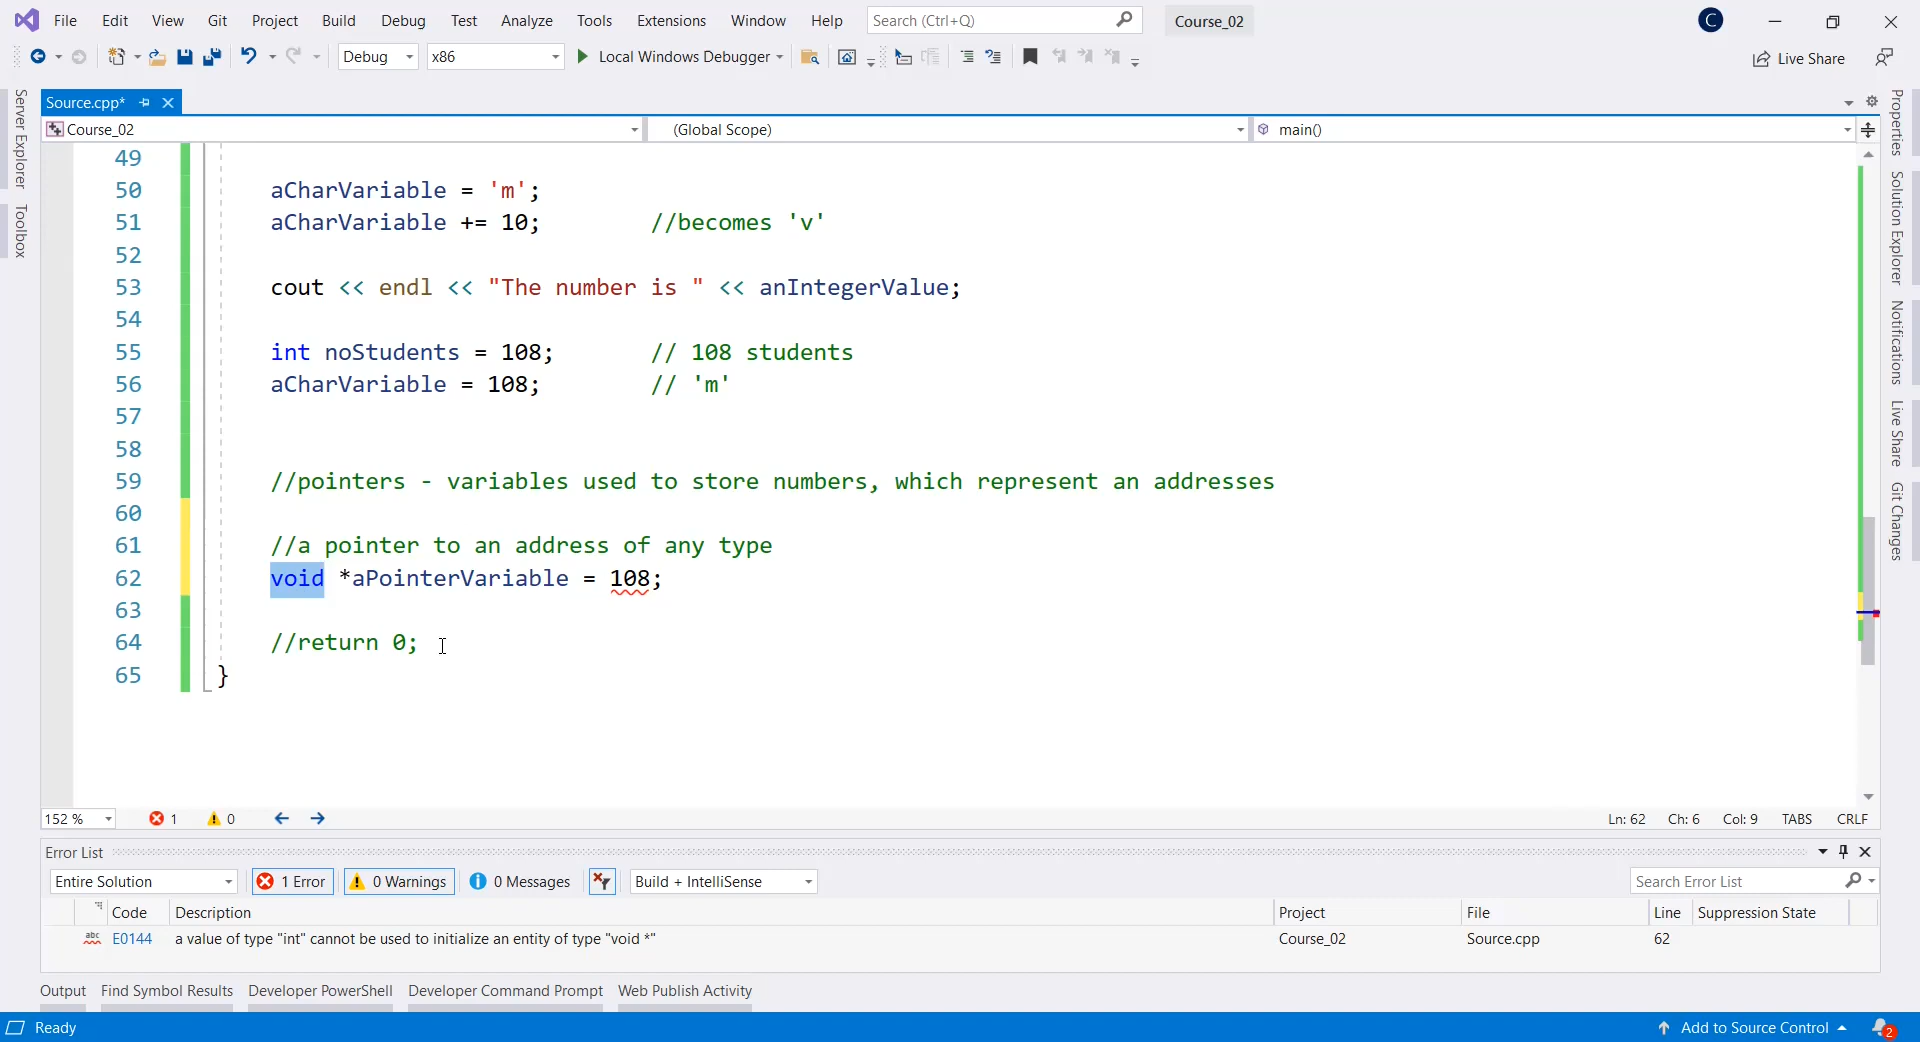 File Edit View Git Project Build Debug Test Analyze Tools Extensions Window Help Search (Ctrl+Q) Course_02 C
Debug x86 Local Windows Debugger Live Share
Source.cpp*
Course_02 (Global Scope) main()
49
50 aCharVariable = 'm';
51 aCharVariable += 10; //becomes 'v'
52
53 cout << endl << "The number is " << anIntegerValue;
54
55 int noStudents = 108; // 108 students
56 aCharVariable = 108; // 'm'
57
58
59 //pointers - variables used to store numbers, which represent an addresses
60
61 //a pointer to an address of any type
62 void *aPointerVariable = 108;
63
64 //return 0;
65 }
Server Explorer
Toolbox
Properties
Solution Explorer
Notifications
Live Share
Git Changes
152 % 1 0 Ln: 62 Ch: 6 Col: 9 TABS CRLF
Error List
Entire Solution 1 Error 0 Warnings 0 Messages Build + IntelliSense Search Error List
Code Description Project File Line Suppression State
abc E0144 a value of type "int" cannot be used to initialize an entity of type "void *" Course_02 Source.cpp 62
Output Find Symbol Results Developer PowerShell Developer Command Prompt Web Publish Activity
Ready Add to Source Control 2